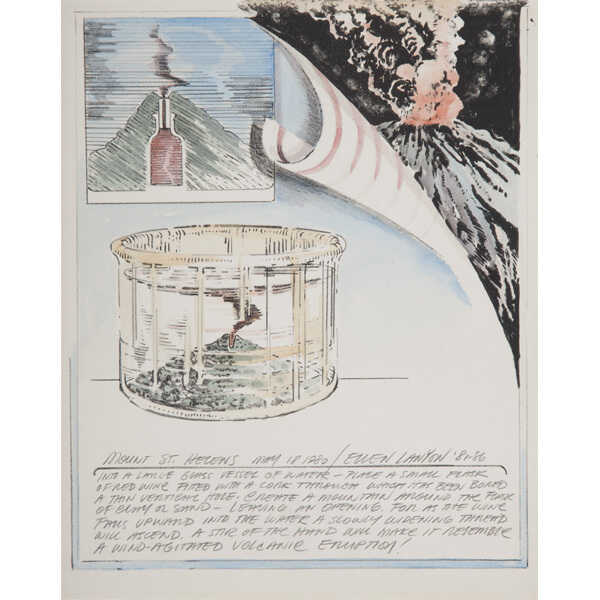 MOUNT ST. HELENS MAY 18 1980 / ELLEN LANYON '81-86
INTO A LARGE GLASS VESSEL OF WATER - PLACE A SMALL FLASK
OF RED WINE FITTED WITH A CORK THROUGH WHICH HAS BEEN BORED
A THIN VERTICAL HOLE. CREATE A MOUNTAIN AROUND THE FLASK
OF CLAY OR SAND - LEAVING AN OPENING. FOR AS THE WINE
UPWARD INTO THE WATER A SLOWLY WIDENING THREAD
WILL ASCEND. A STIR OF THE HAND WILL MAKE IT RESEMBLE
A WIND-AGITATED VOLCANIC ERUPTION!